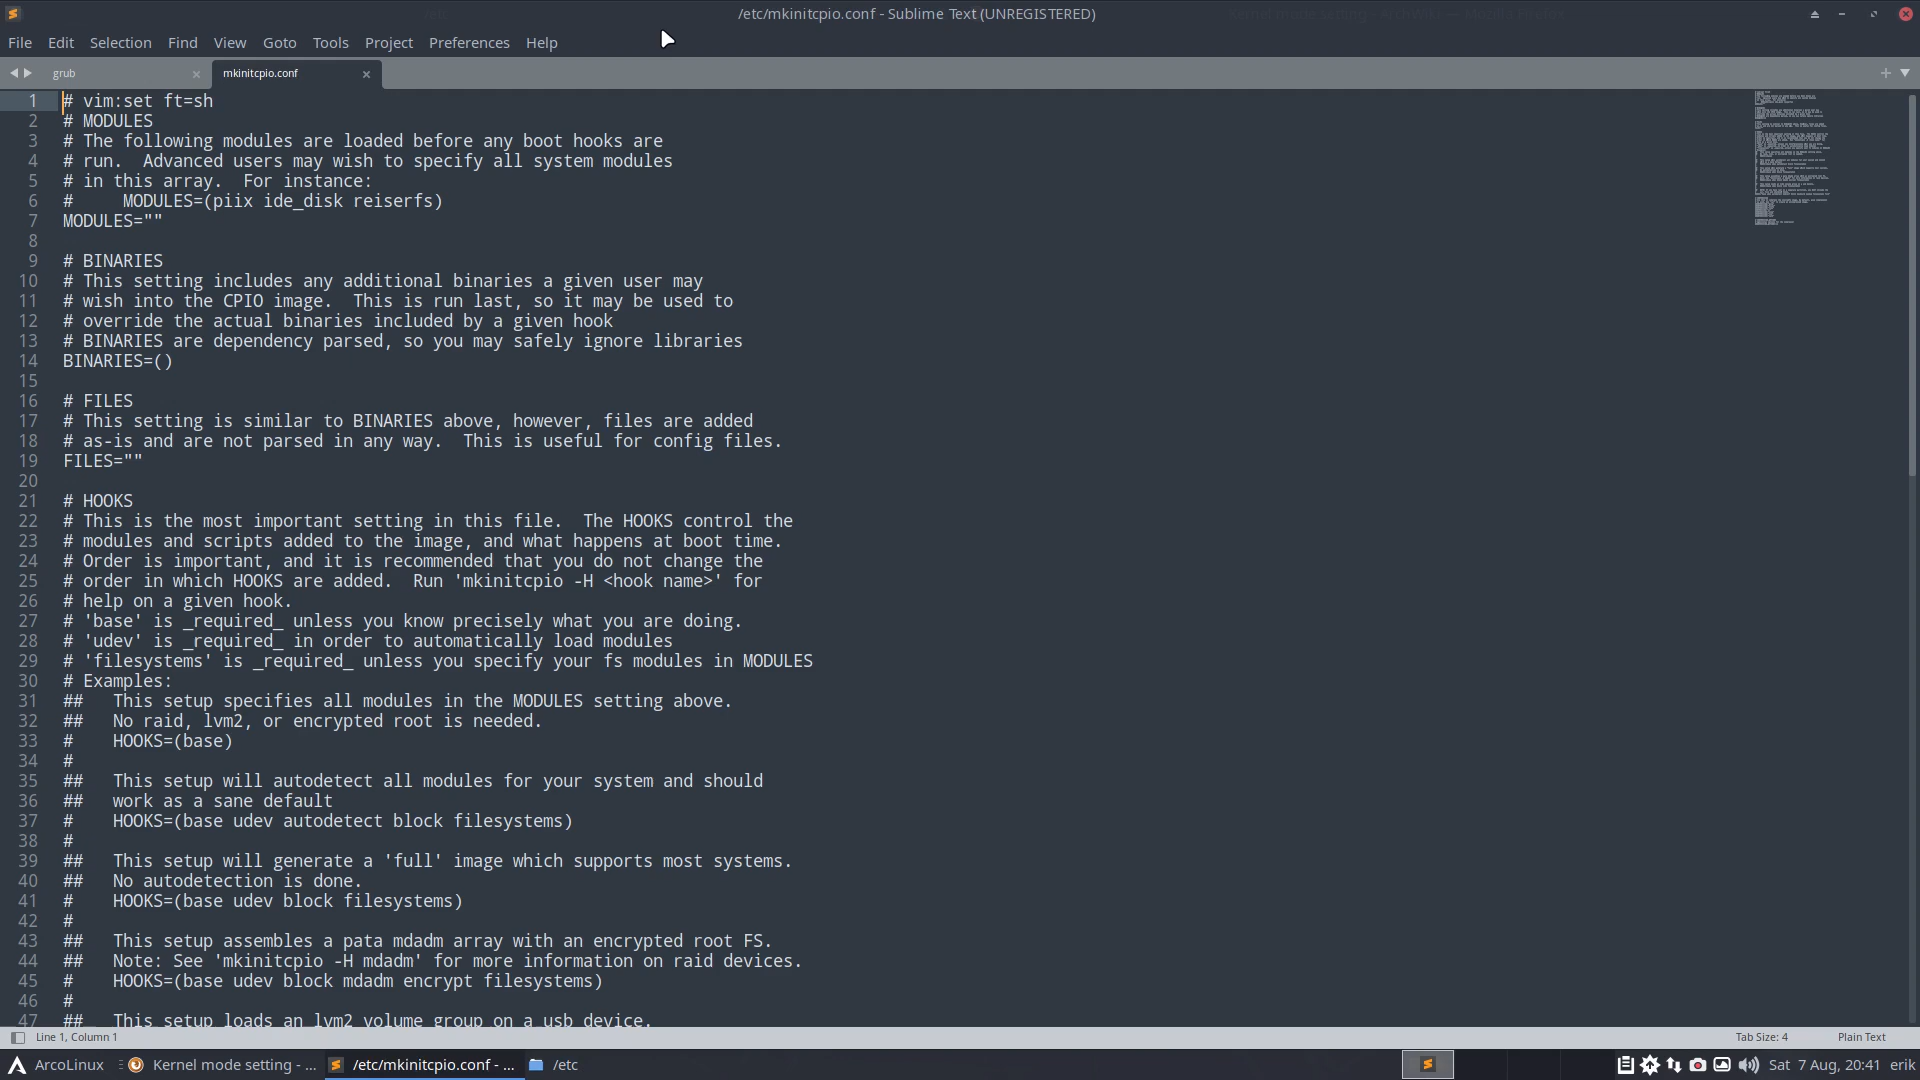 /etc/mkinitcpio.conf - Sublime Text (UNREGISTERED)
File Edit Selection Find View Goto Tools Project Preferences Help
grub mkinitcpio.conf
1 # vim:set ft=sh
2 # MODULES
3 # The following modules are loaded before any boot hooks are
4 # run.  Advanced users may wish to specify all system modules
5 # in this array.  For instance:
6 #     MODULES=(piix ide_disk reiserfs)
7 MODULES=""
8
9 # BINARIES
10 # This setting includes any additional binaries a given user may
11 # wish into the CPIO image.  This is run last, so it may be used to
12 # override the actual binaries included by a given hook
13 # BINARIES are dependency parsed, so you may safely ignore libraries
14 BINARIES=()
15
16 # FILES
17 # This setting is similar to BINARIES above, however, files are added
18 # as-is and are not parsed in any way.  This is useful for config files.
19 FILES=""
20
21 # HOOKS
22 # This is the most important setting in this file.  The HOOKS control the
23 # modules and scripts added to the image, and what happens at boot time.
24 # Order is important, and it is recommended that you do not change the
25 # order in which HOOKS are added.  Run 'mkinitcpio -H <hook name>' for
26 # help on a given hook.
27 # 'base' is _required_ unless you know precisely what you are doing.
28 # 'udev' is _required_ in order to automatically load modules
29 # 'filesystems' is _required_ unless you specify your fs modules in MODULES
30 # Examples:
31 ##   This setup specifies all modules in the MODULES setting above.
32 ##   No raid, lvm2, or encrypted root is needed.
33 #    HOOKS=(base)
34 #
35 ##   This setup will autodetect all modules for your system and should
36 ##   work as a sane default
37 #    HOOKS=(base udev autodetect block filesystems)
38 #
39 ##   This setup will generate a 'full' image which supports most systems.
40 ##   No autodetection is done.
41 #    HOOKS=(base udev block filesystems)
42 #
43 ##   This setup assembles a pata mdadm array with an encrypted root FS.
44 ##   Note: See 'mkinitcpio -H mdadm' for more information on raid devices.
45 #    HOOKS=(base udev block mdadm encrypt filesystems)
46 #
47 ##   This setup loads an lvm2 volume group on a usb device.
Line 1, Column 1 Tab Size: 4 Plain Text
ArcoLinux Kernel mode setting - ... /etc/mkinitcpio.conf - ... /etc Sat 7 Aug, 20:41 erik